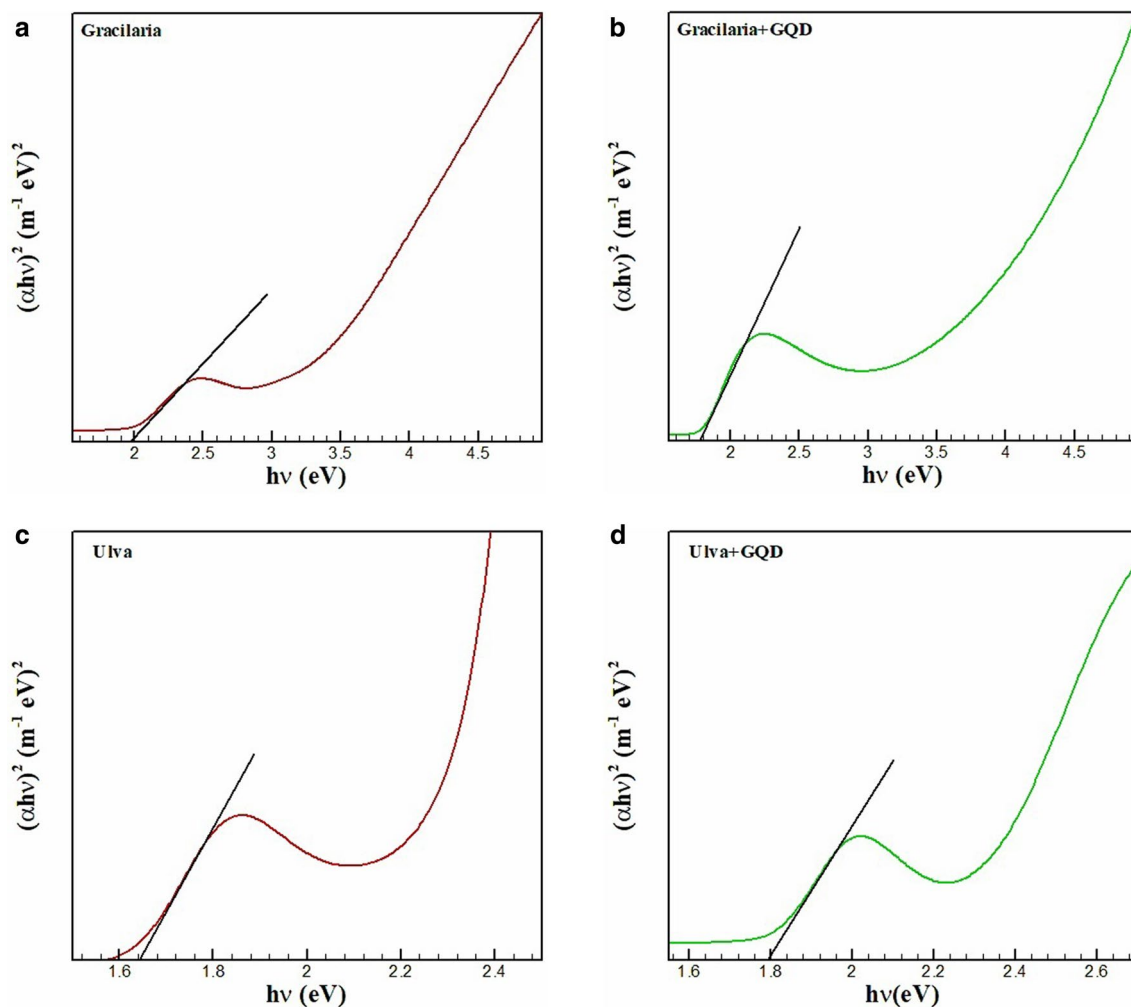 a
Gracilaria
(αhν)² (m⁻¹ eV)²
2 2.5 3 3.5 4 4.5
hν (eV)
b
Gracilaria+GQD
(αhν)² (m⁻¹ eV)²
2 2.5 3 3.5 4 4.5
hν (eV)
c
Ulva
(αhν)² (m⁻¹ eV)²
1.6 1.8 2 2.2 2.4
hν (eV)
d
Ulva+GQD
(αhν)² (m⁻¹ eV)²
1.6 1.8 2 2.2 2.4 2.6
hν(eV)